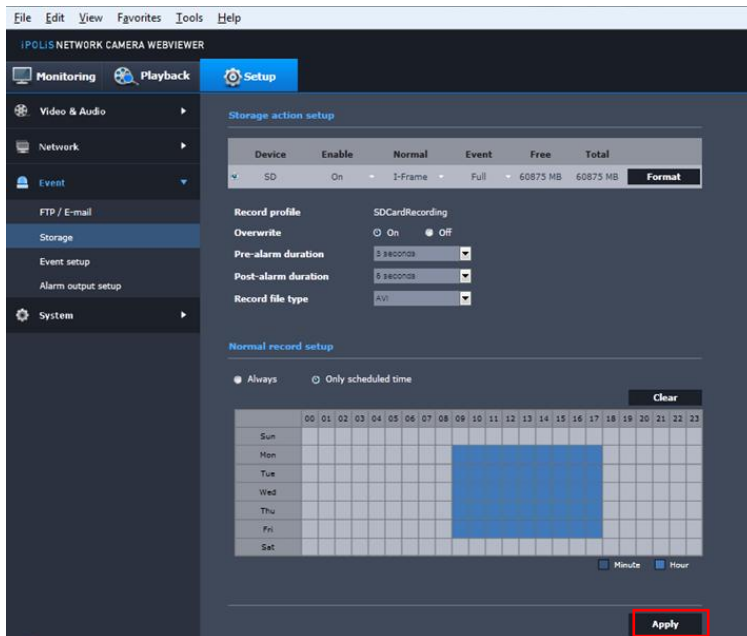 File Edit View Favorites Tools Help
iPOLiS NETWORK CAMERA WEBVIEWER
Monitoring Playback Setup
Video & Audio
Network
Event
FTP / E-mail
Storage
Event setup
Alarm output setup
System
Storage action setup
Device Enable Normal Event Free Total
SD On I-Frame Full 60875 MB 60875 MB Format
Record profile SDCardRecording
Overwrite On Off
Pre-alarm duration 5 seconds
Post-alarm duration 5 seconds
Record file type AVI
Normal record setup
Always Only scheduled time
Clear
00 01 02 03 04 05 06 07 08 09 10 11 12 13 14 15 16 17 18 19 20 21 22 23
Sun
Mon
Tue
Wed
Thu
Fri
Sat
Minute Hour
Apply